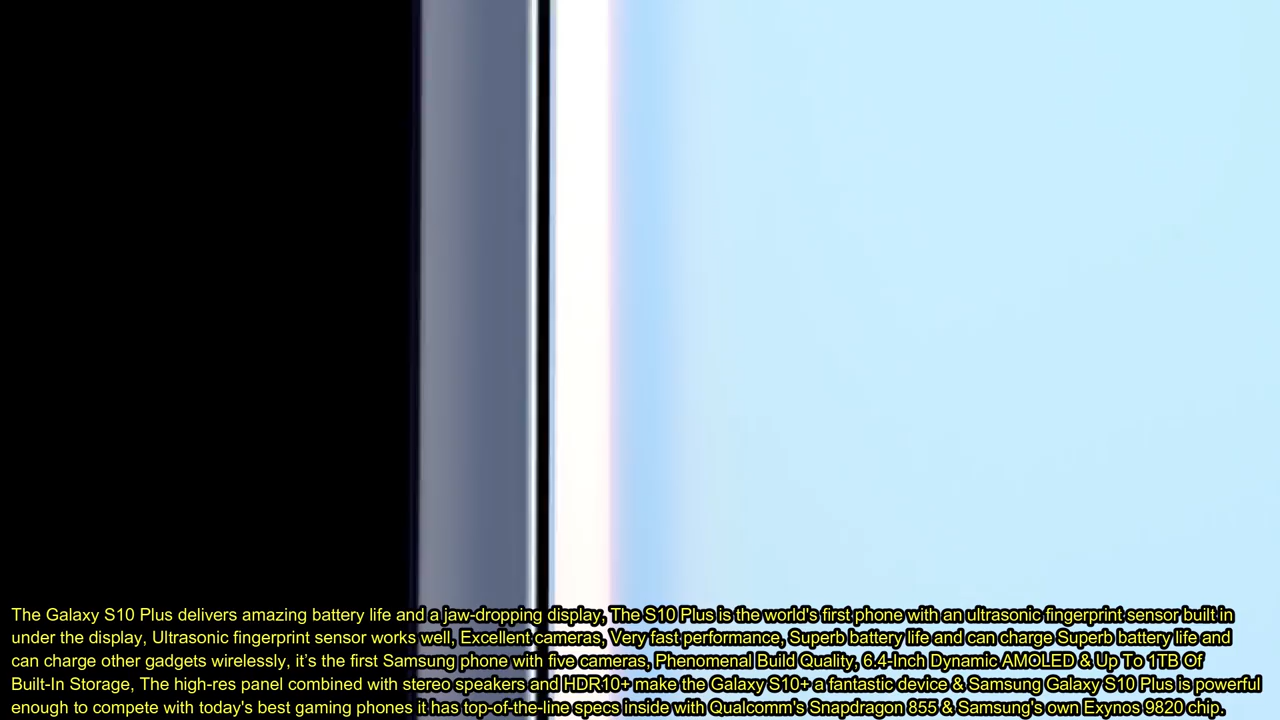 The Galaxy S10 Plus delivers amazing battery life and a jaw-dropping display, The S10 Plus is the world's first phone with an ultrasonic fingerprint sensor built in
under the display, Ultrasonic fingerprint sensor works well, Excellent cameras, Very fast performance, Superb battery life and can charge Superb battery life and
can charge other gadgets wirelessly, it’s the first Samsung phone with five cameras, Phenomenal Build Quality, 6.4-Inch Dynamic AMOLED & Up To 1TB Of
Built-In Storage, The high-res panel combined with stereo speakers and HDR10+ make the Galaxy S10+ a fantastic device & Samsung Galaxy S10 Plus is powerful
enough to compete with today's best gaming phones it has top-of-the-line specs inside with Qualcomm's Snapdragon 855 & Samsung's own Exynos 9820 chip.